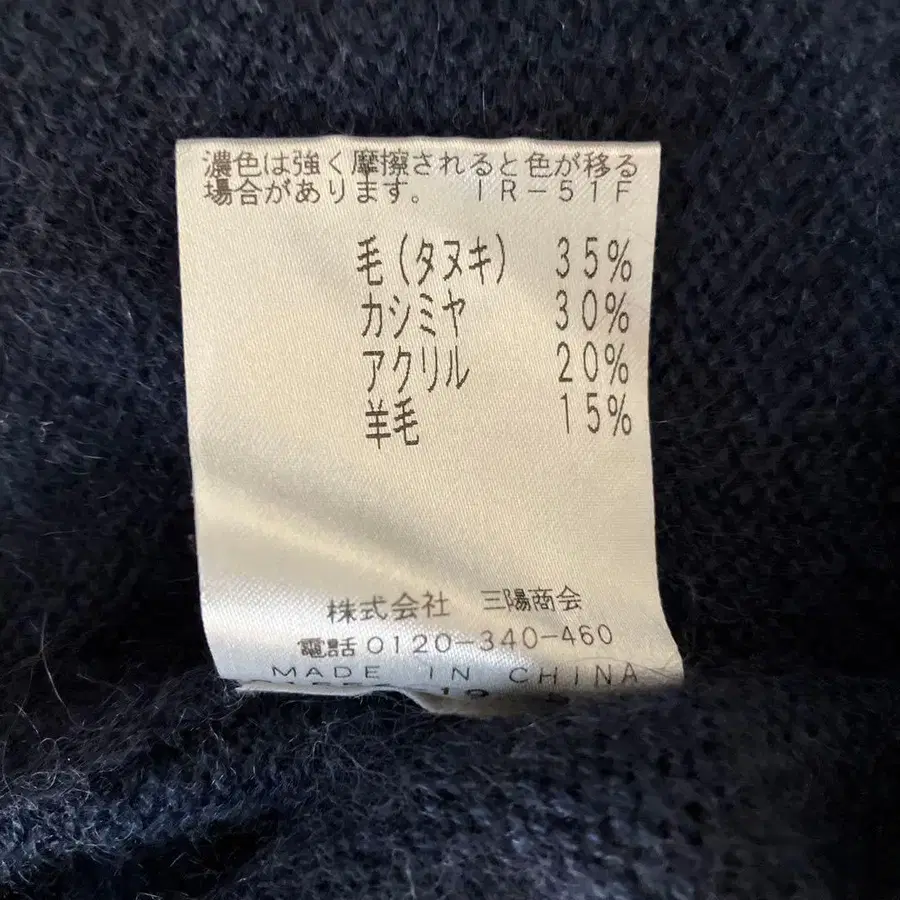 濃色は強く摩擦されると色が移る
場合があります。 IR-51F
毛(タヌキ) 35%
カシミヤ 30%
アクリル 20%
羊毛 15%
株式会社 三陽商会
電話0120-340-460
MADE IN CHINA